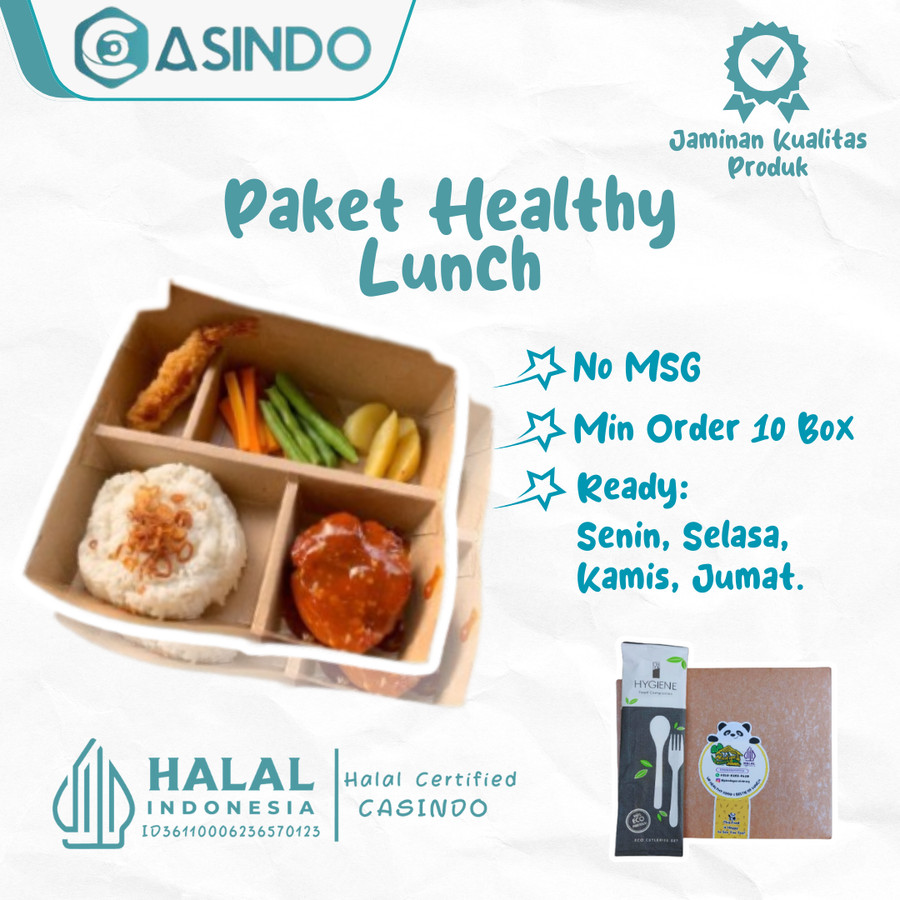 CASINDO
Jaminan Kualitas
Produk
Paket Healthy
Lunch
No MSG
Min Order 10 Box
Ready:
Senin, Selasa,
Kamis, Jumat.
HYGIENE
ECO
HALAL
INDONESIA
ID36110006236570123
Halal Certified
CASINDO